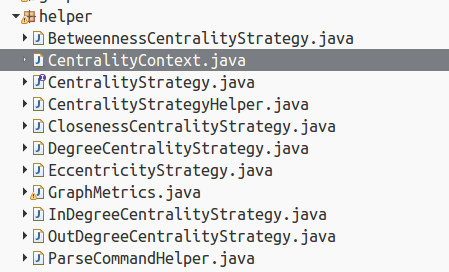 helper
BetweennessCentralityStrategy.java
CentralityContext.java
CentralityStrategy.java
CentralityStrategyHelper.java
ClosenessCentralityStrategy.java
DegreeCentralityStrategy.java
EccentricityStrategy.java
GraphMetrics.java
InDegreeCentralityStrategy.java
OutDegreeCentralityStrategy.java
ParseCommandHelper.java